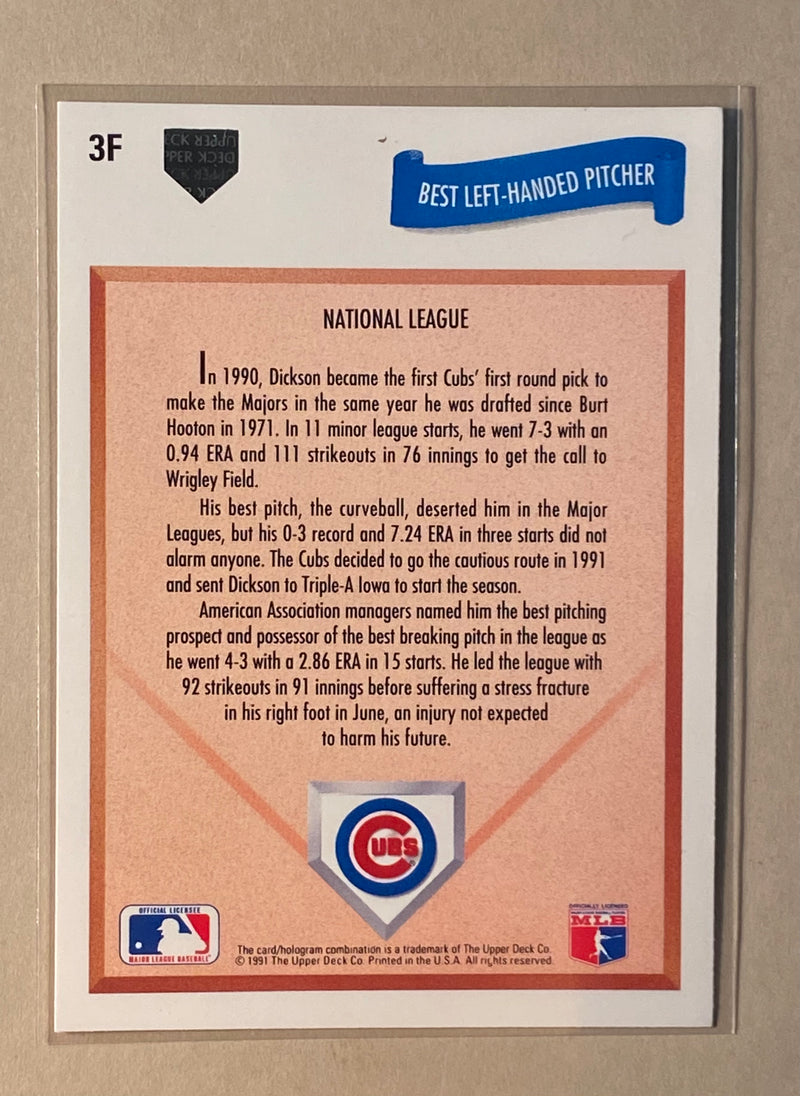 3F
BEST LEFT-HANDED PITCHER
NATIONAL LEAGUE
In 1990, Dickson became the first Cubs' first round pick to
make the Majors in the same year he was drafted since Burt
Hooton in 1971. In 11 minor league starts, he went 7-3 with an
0.94 ERA and 111 strikeouts in 76 innings to get the call to
Wrigley Field.
His best pitch, the curveball, deserted him in the Major
Leagues, but his 0-3 record and 7.24 ERA in three starts did not
alarm anyone. The Cubs decided to go the cautious route in 1991
and sent Dickson to Triple-A Iowa to start the season.
American Association managers named him the best pitching
prospect and possessor of the best breaking pitch in the league as
he went 4-3 with a 2.86 ERA in 15 starts. He led the league with
92 strikeouts in 91 innings before suffering a stress fracture
in his right foot in June, an injury not expected
to harm his future.
CUBS
OFFICIAL LICENSEE
MAJOR LEAGUE BASEBALL
The card/hologram combination is a trademark of The Upper Deck Co.
© 1991 The Upper Deck Co. Printed in the U.S.A. All rights reserved.
OFFICIALLY LICENSED
MLB